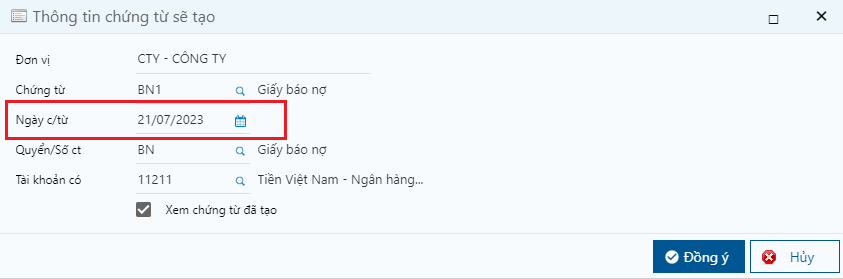 Thông tin chứng từ sẽ tạo
Đơn vị CTY - CÔNG TY
Chứng từ BN1 Giấy báo nợ
Ngày c/từ 21/07/2023
Quyển/Số ct BN Giấy báo nợ
Tài khoản có 11211 Tiền Việt Nam - Ngân hàng...
Xem chứng từ đã tạo
Đồng ý Hủy